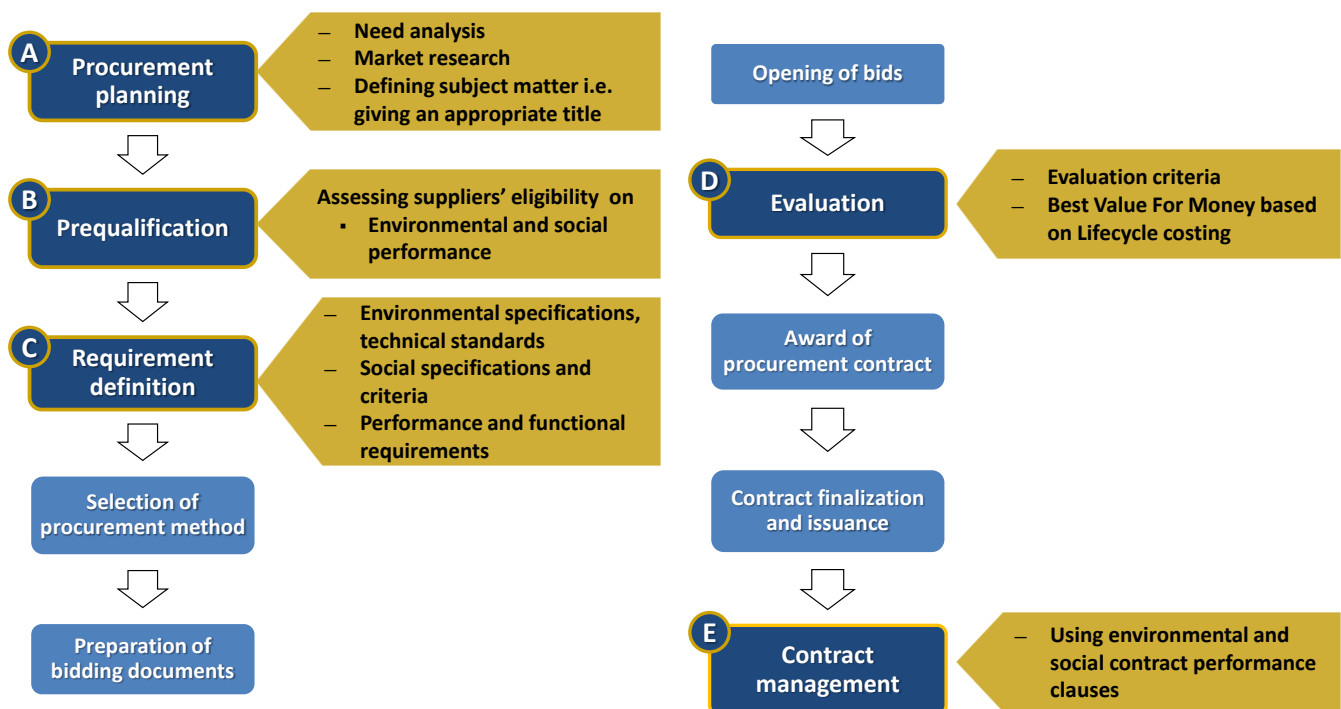 A
Procurement
planning
– Need analysis
– Market research
– Defining subject matter i.e.
giving an appropriate title
B
Prequalification
Assessing suppliers’ eligibility on
▪ Environmental and social
performance
C
Requirement
definition
– Environmental specifications,
technical standards
– Social specifications and
criteria
– Performance and functional
requirements
Selection of
procurement method
Preparation of
bidding documents
Opening of bids
D
Evaluation
– Evaluation criteria
– Best Value For Money based
on Lifecycle costing
Award of
procurement contract
Contract finalization
and issuance
E
Contract
management
– Using environmental and
social contract performance
clauses